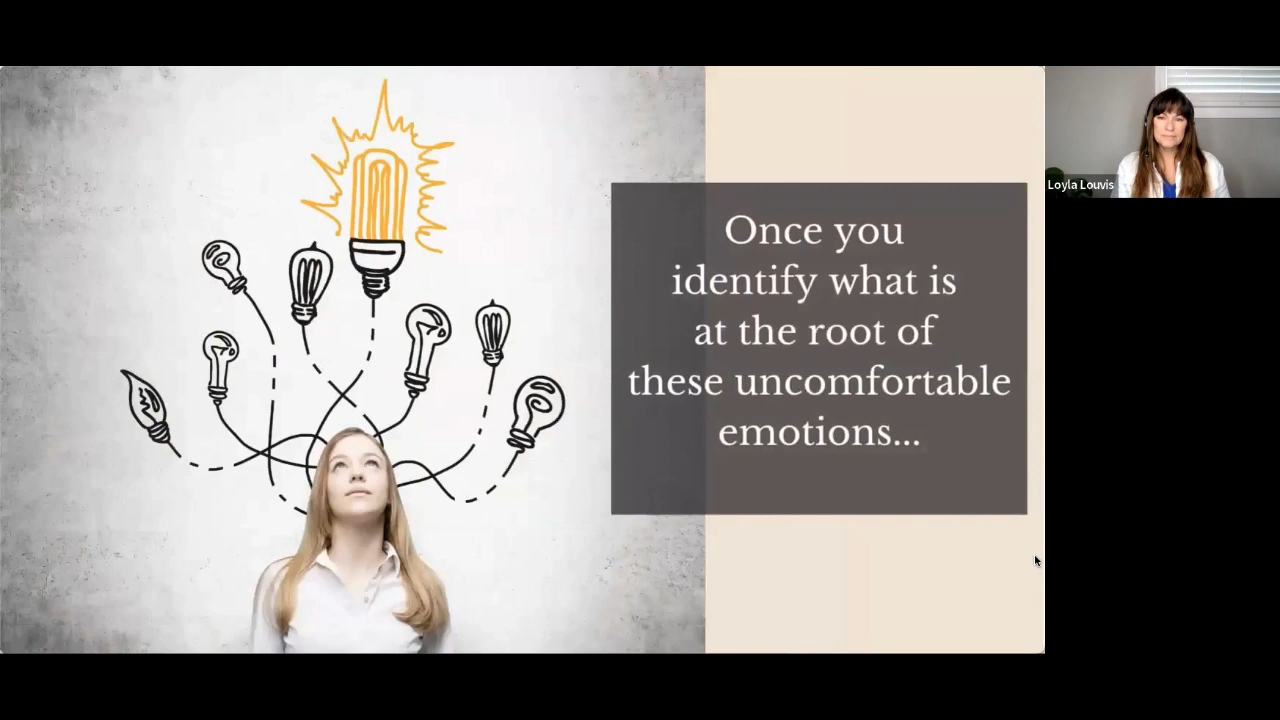 Once you
identify what is
at the root of
these uncomfortable
emotions...
Loyla Louvis